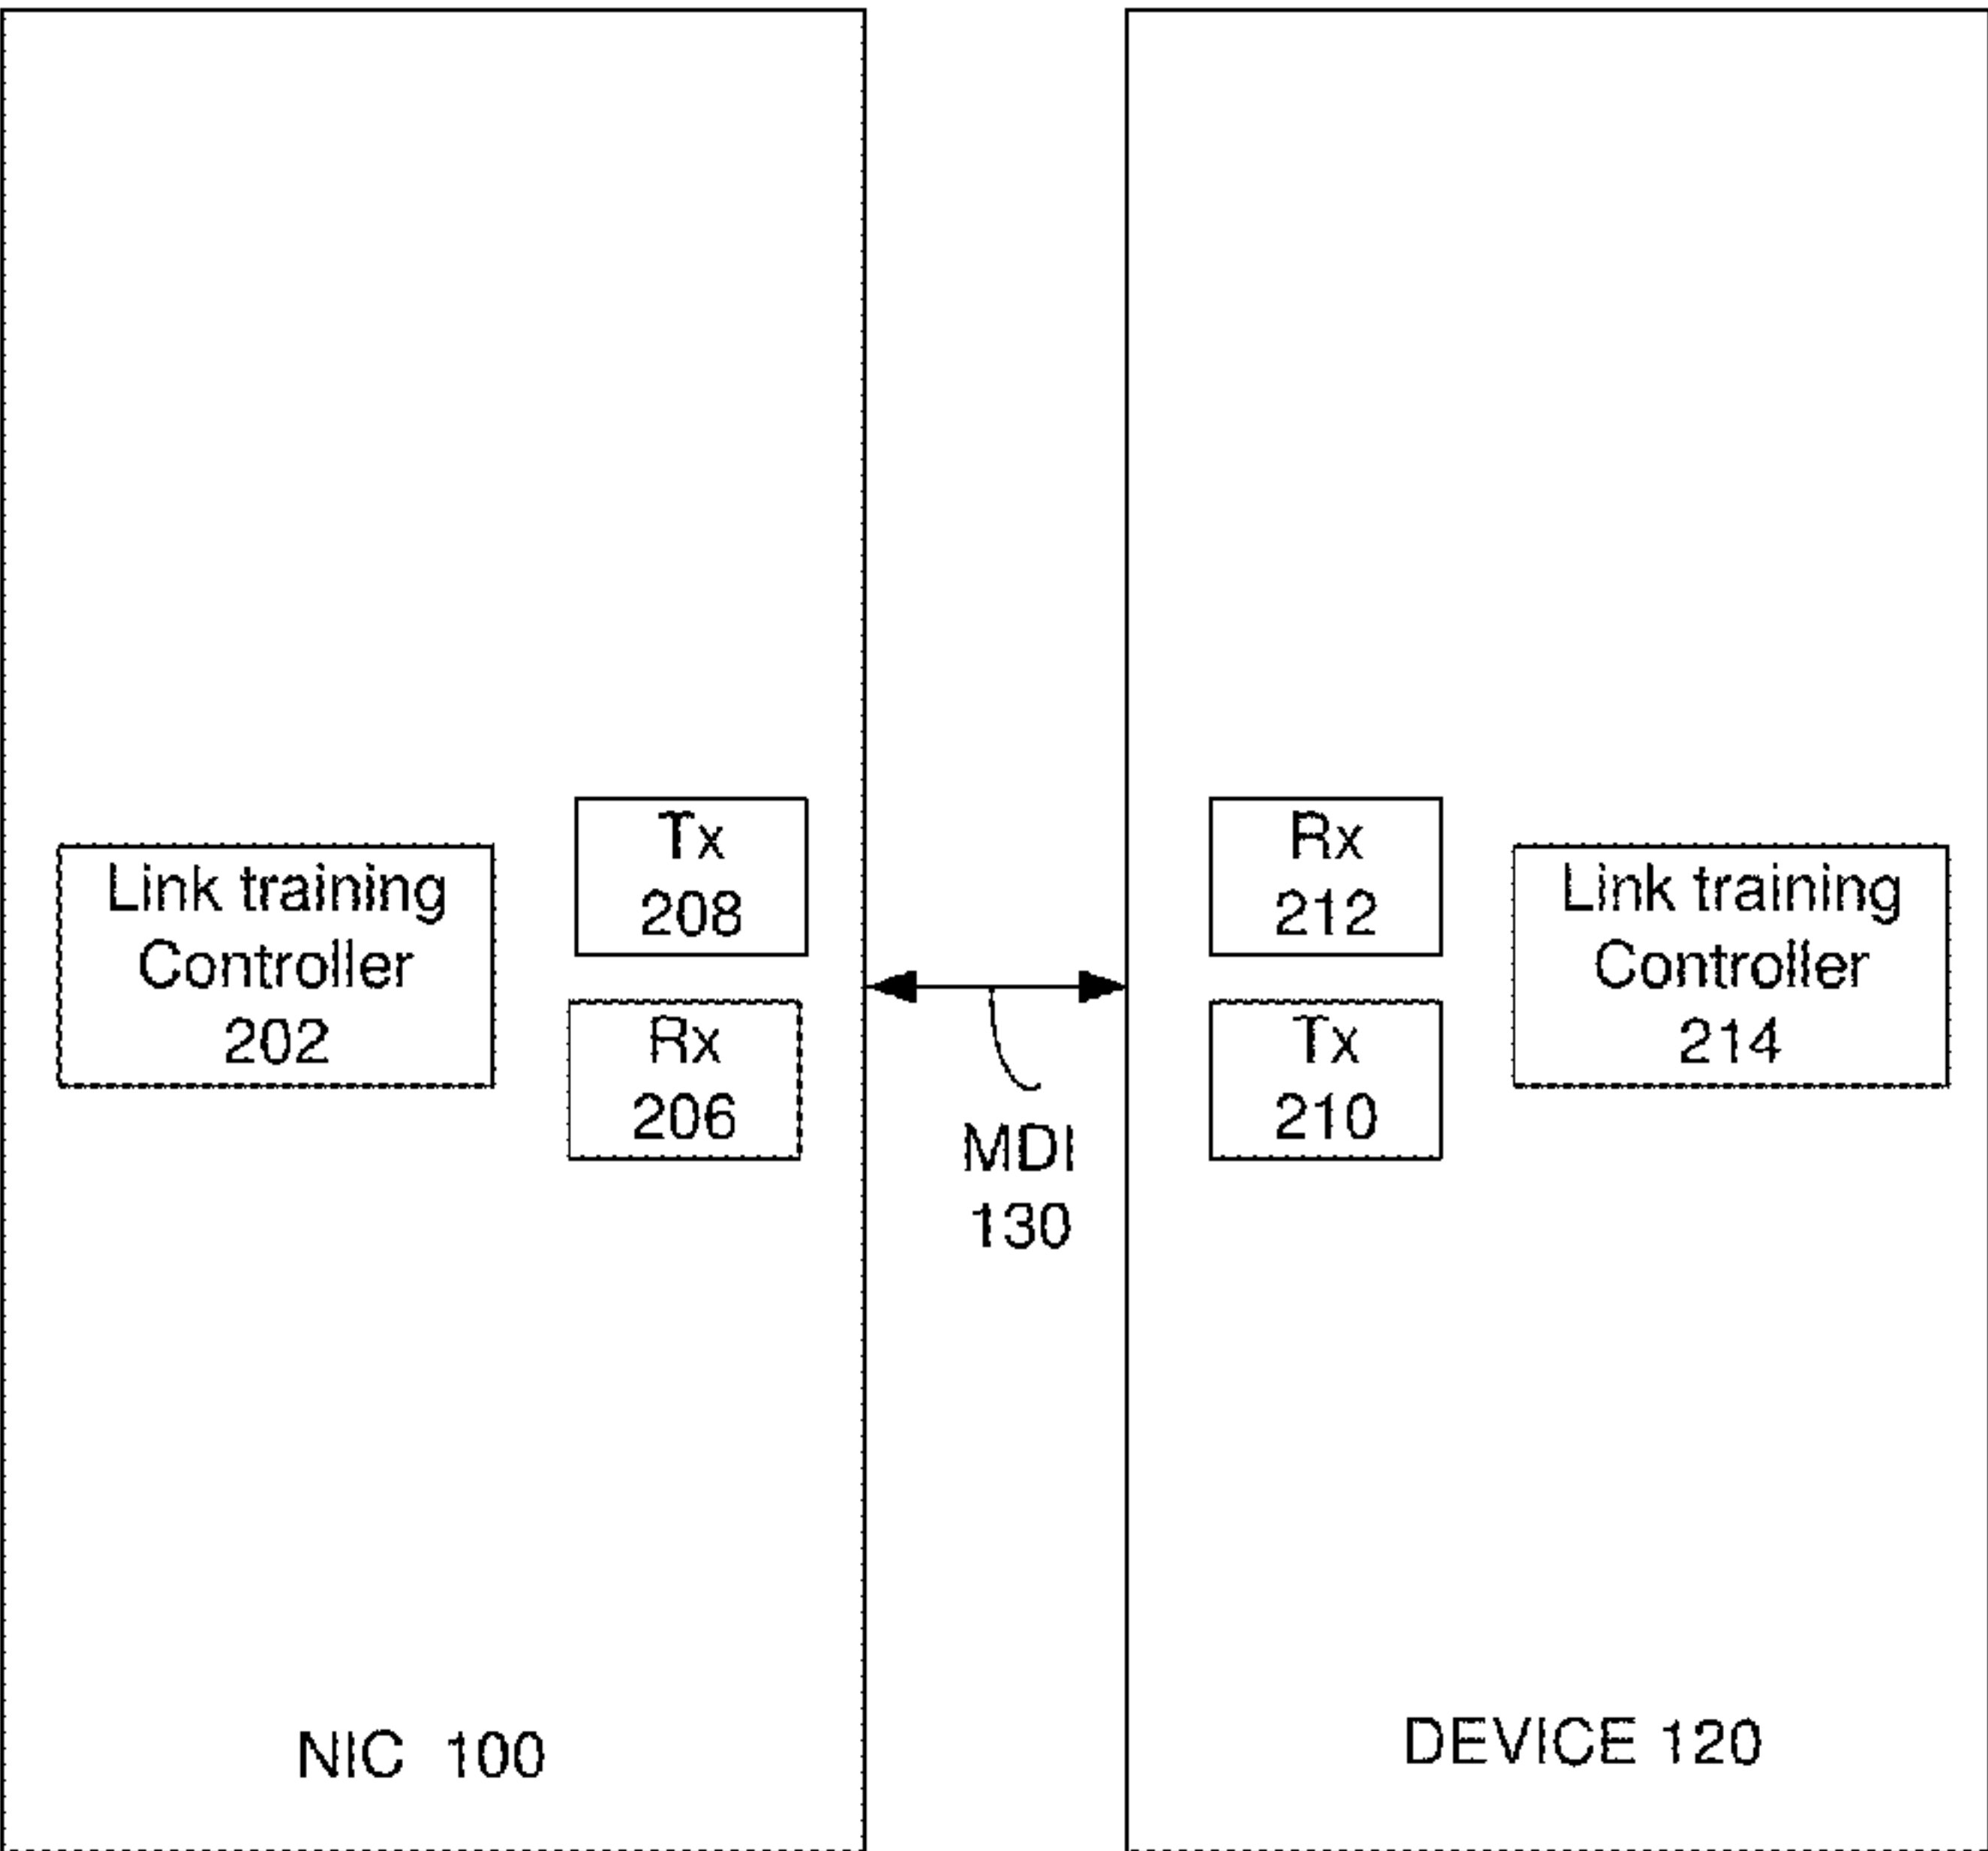 Link training
Controller
202
Tx
208
Rx
206
MDI
130
Rx
212
Tx
210
Link training
Controller
214
NIC 100
DEVICE 120